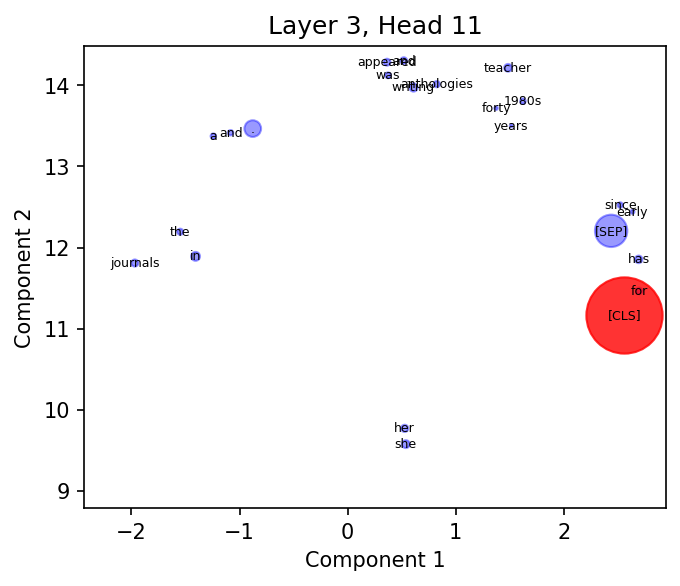 Layer 3, Head 11
appeared
and
was
writing
anthologies
teacher
forty
1980s
years
a
and
.
since
early
[SEP]
the
in
journals
has
for
[CLS]
her
she
14
13
12
11
10
9
Component 2
−2
−1
0
1
2
Component 1